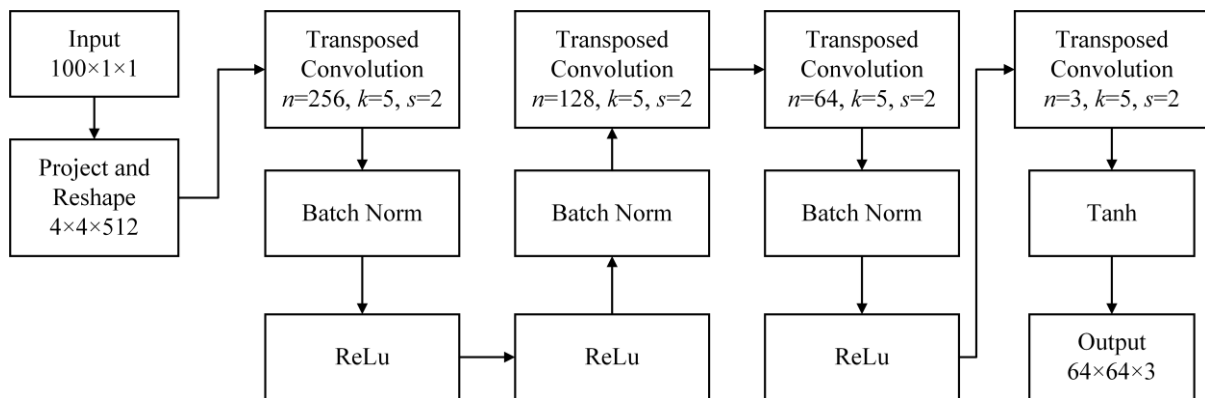 Input
100×1×1
Project and
Reshape
4×4×512
Transposed
Convolution
n=256, k=5, s=2
Batch Norm
ReLu
ReLu
Batch Norm
Transposed
Convolution
n=128, k=5, s=2
Transposed
Convolution
n=64, k=5, s=2
Batch Norm
ReLu
Transposed
Convolution
n=3, k=5, s=2
Tanh
Output
64×64×3